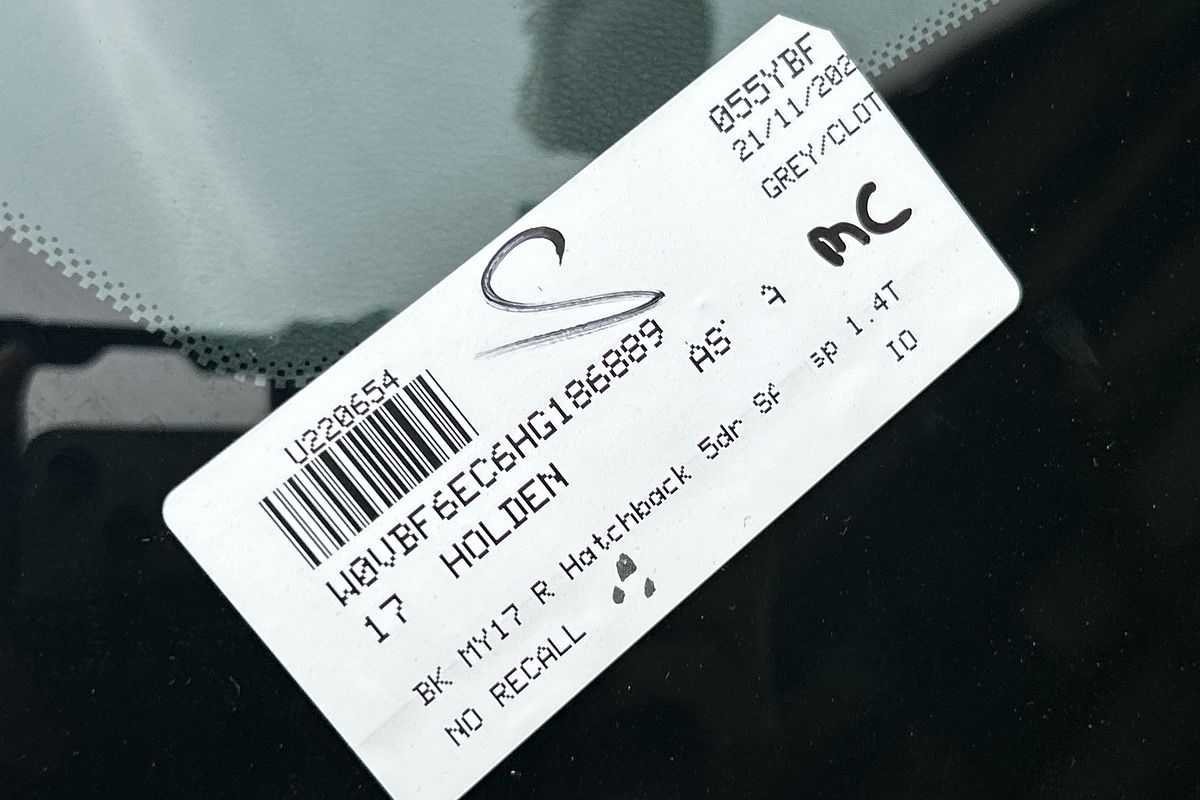 055YBF
21/11/202
GREY/CLOT
MC
U220654
W0VBF6EC6HG186889
17 HOLDEN AS
BK MY17 R Hatchback 5dr 1.4T
NO RECALL IO